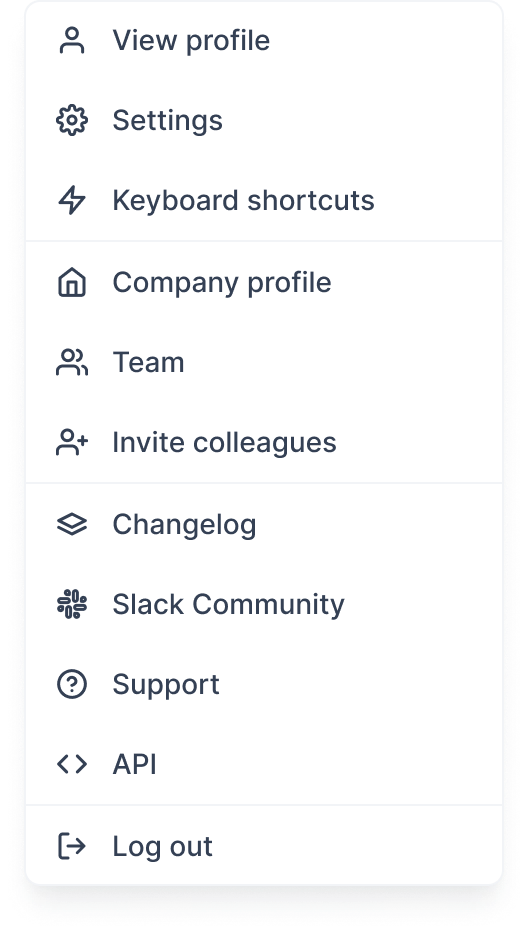 View profile
Settings
Keyboard shortcuts
Company profile
Team
Invite colleagues
Changelog
Slack Community
Support
API
Log out